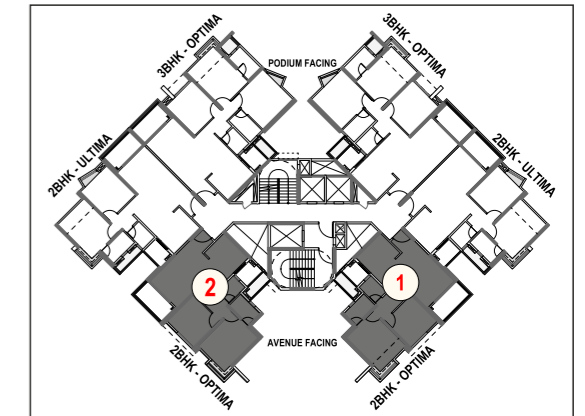 3BHK - OPTIMA
3BHK - OPTIMA
PODIUM FACING
2BHK - ULTIMA
2BHK - ULTIMA
2
1
AVENUE FACING
2BHK - OPTIMA
2BHK - OPTIMA